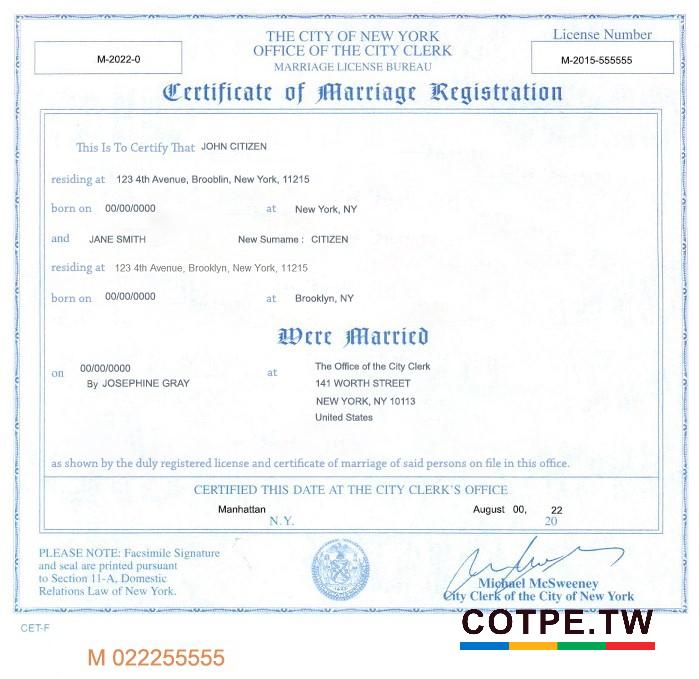 THE CITY OF NEW YORK
OFFICE OF THE CITY CLERK
MARRIAGE LICENSE BUREAU
License Number
M-2022-0
M-2015-555555
Certificate of Marriage Registration
This Is To Certify That JOHN CITIZEN
residing at 123 4th Avenue, Brooblin, New York, 11215
born on 00/00/0000 at New York, NY
and JANE SMITH New Surname : CITIZEN
residing at 123 4th Avenue, Brooklyn, New York, 11215
born on 00/00/0000 at Brooklyn, NY
Were Married
on 00/00/0000
By JOSEPHINE GRAY
at The Office of the City Clerk
141 WORTH STREET
NEW YORK, NY 10113
United States
as shown by the duly registered license and certificate of marriage of said persons on file in this office.
CERTIFIED THIS DATE AT THE CITY CLERK'S OFFICE
Manhattan August 00, 22
N.Y. 20
PLEASE NOTE: Facsimile Signature
and seal are printed pursuant
to Section 11-A, Domestic
Relations Law of New York.
Michael McSweeney
City Clerk of the City of New York
CET-F
M 022255555
COTPE.TW